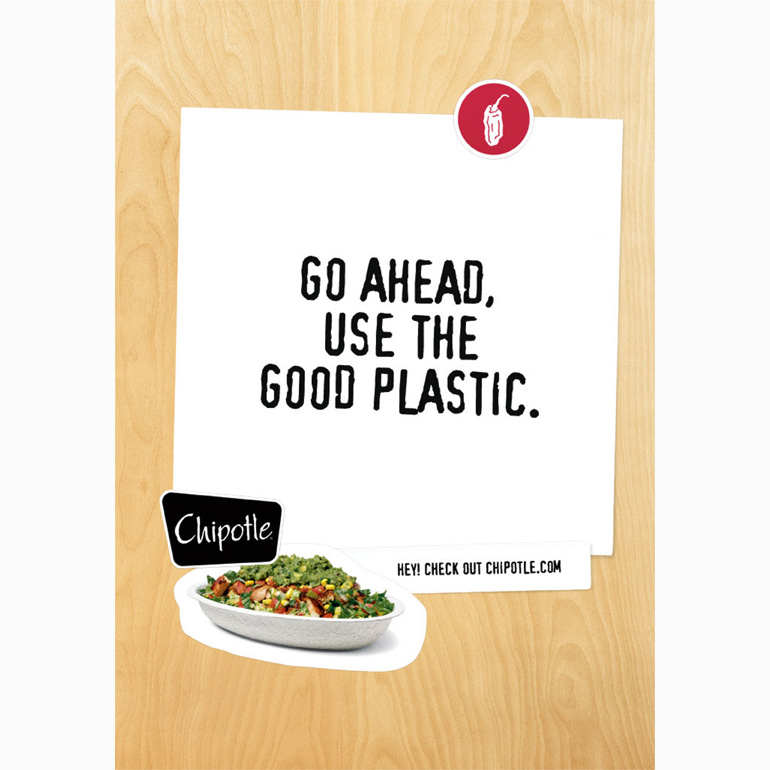 GO AHEAD,
USE THE
GOOD PLASTIC.
Chipotle
HEY! CHECK OUT CHIPOTLE.COM